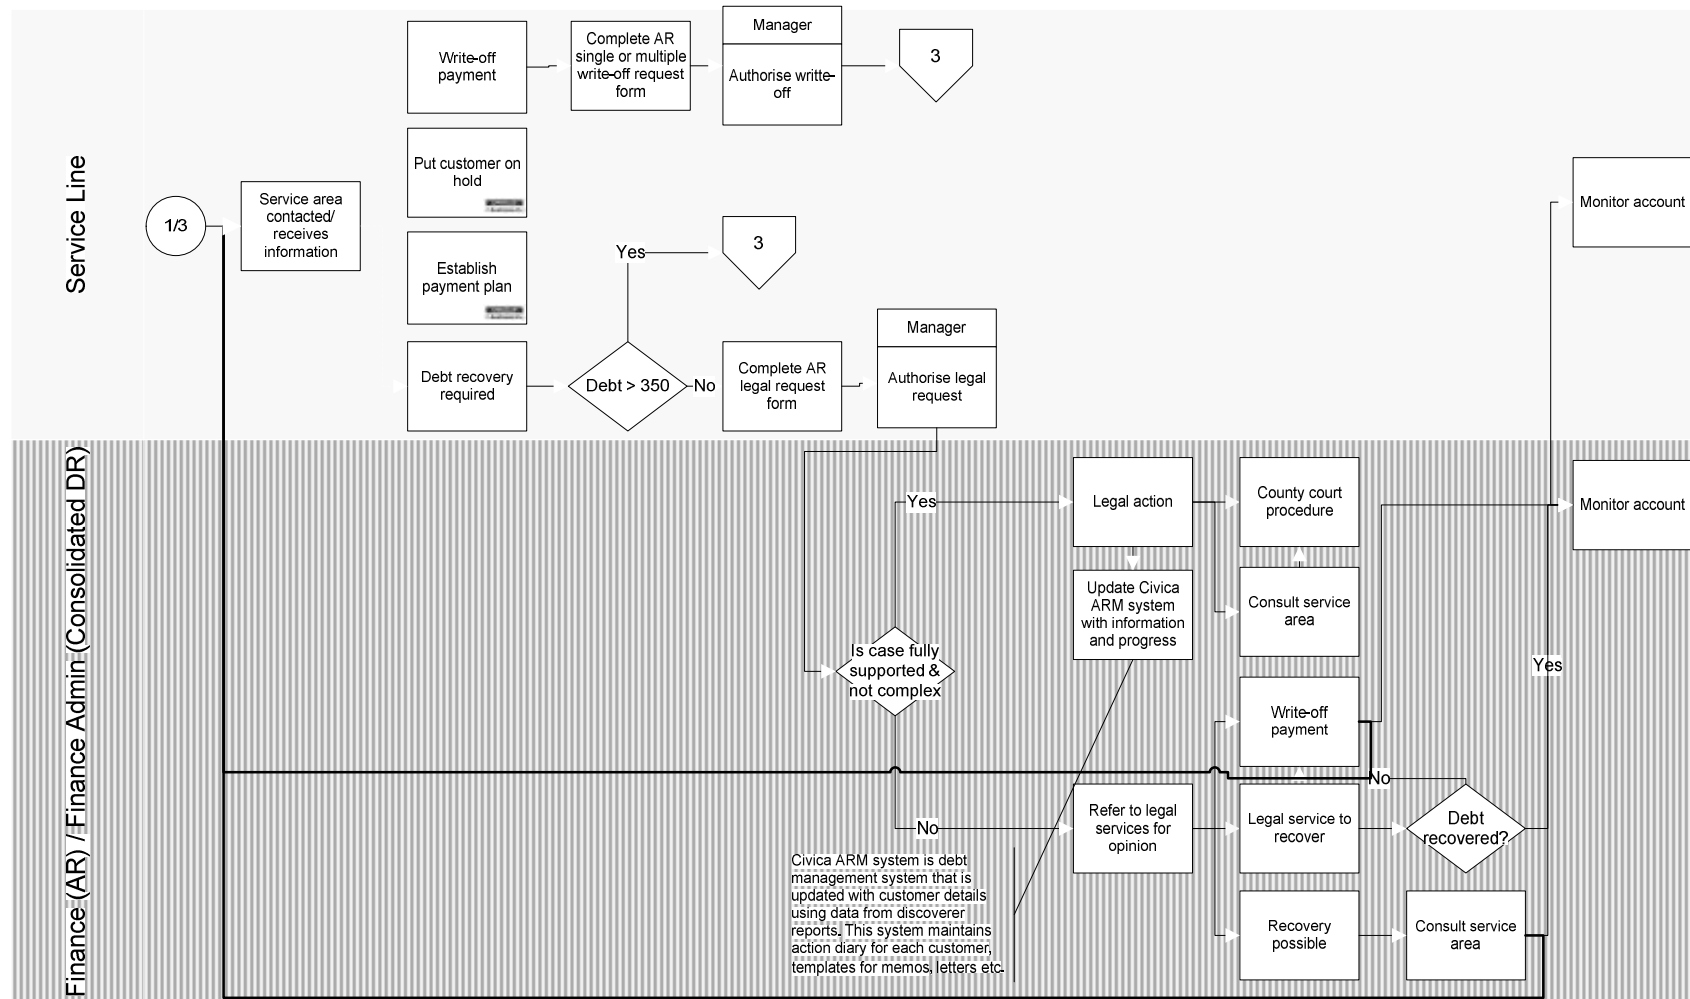 Service Line
1/3
Service area
contacted/
receives
information
Write-off
payment
Complete AR
single or multiple
write-off request
form
Manager
Authorise writte-
off
3
Put customer on
hold
Establish
payment plan
Yes
3
Debt recovery
required
Debt > 350
No
Complete AR
legal request
form
Manager
Authorise legal
request
Monitor account
Finance (AR) / Finance Admin (Consolidated DR)
Is case fully
supported &
not complex
Yes
Legal action
County court
procedure
Monitor account
Update Civica
ARM system
with information
and progress
Consult service
area
Write-off
payment
Yes
No
No
Refer to legal
services for
opinion
Legal service to
recover
Debt
recovered?
Recovery
possible
Consult service
area
Civica ARM system is debt
management system that is
updated with customer details
using data from discoverer
reports. This system maintains
action diary for each customer,
templates for memos, letters etc.